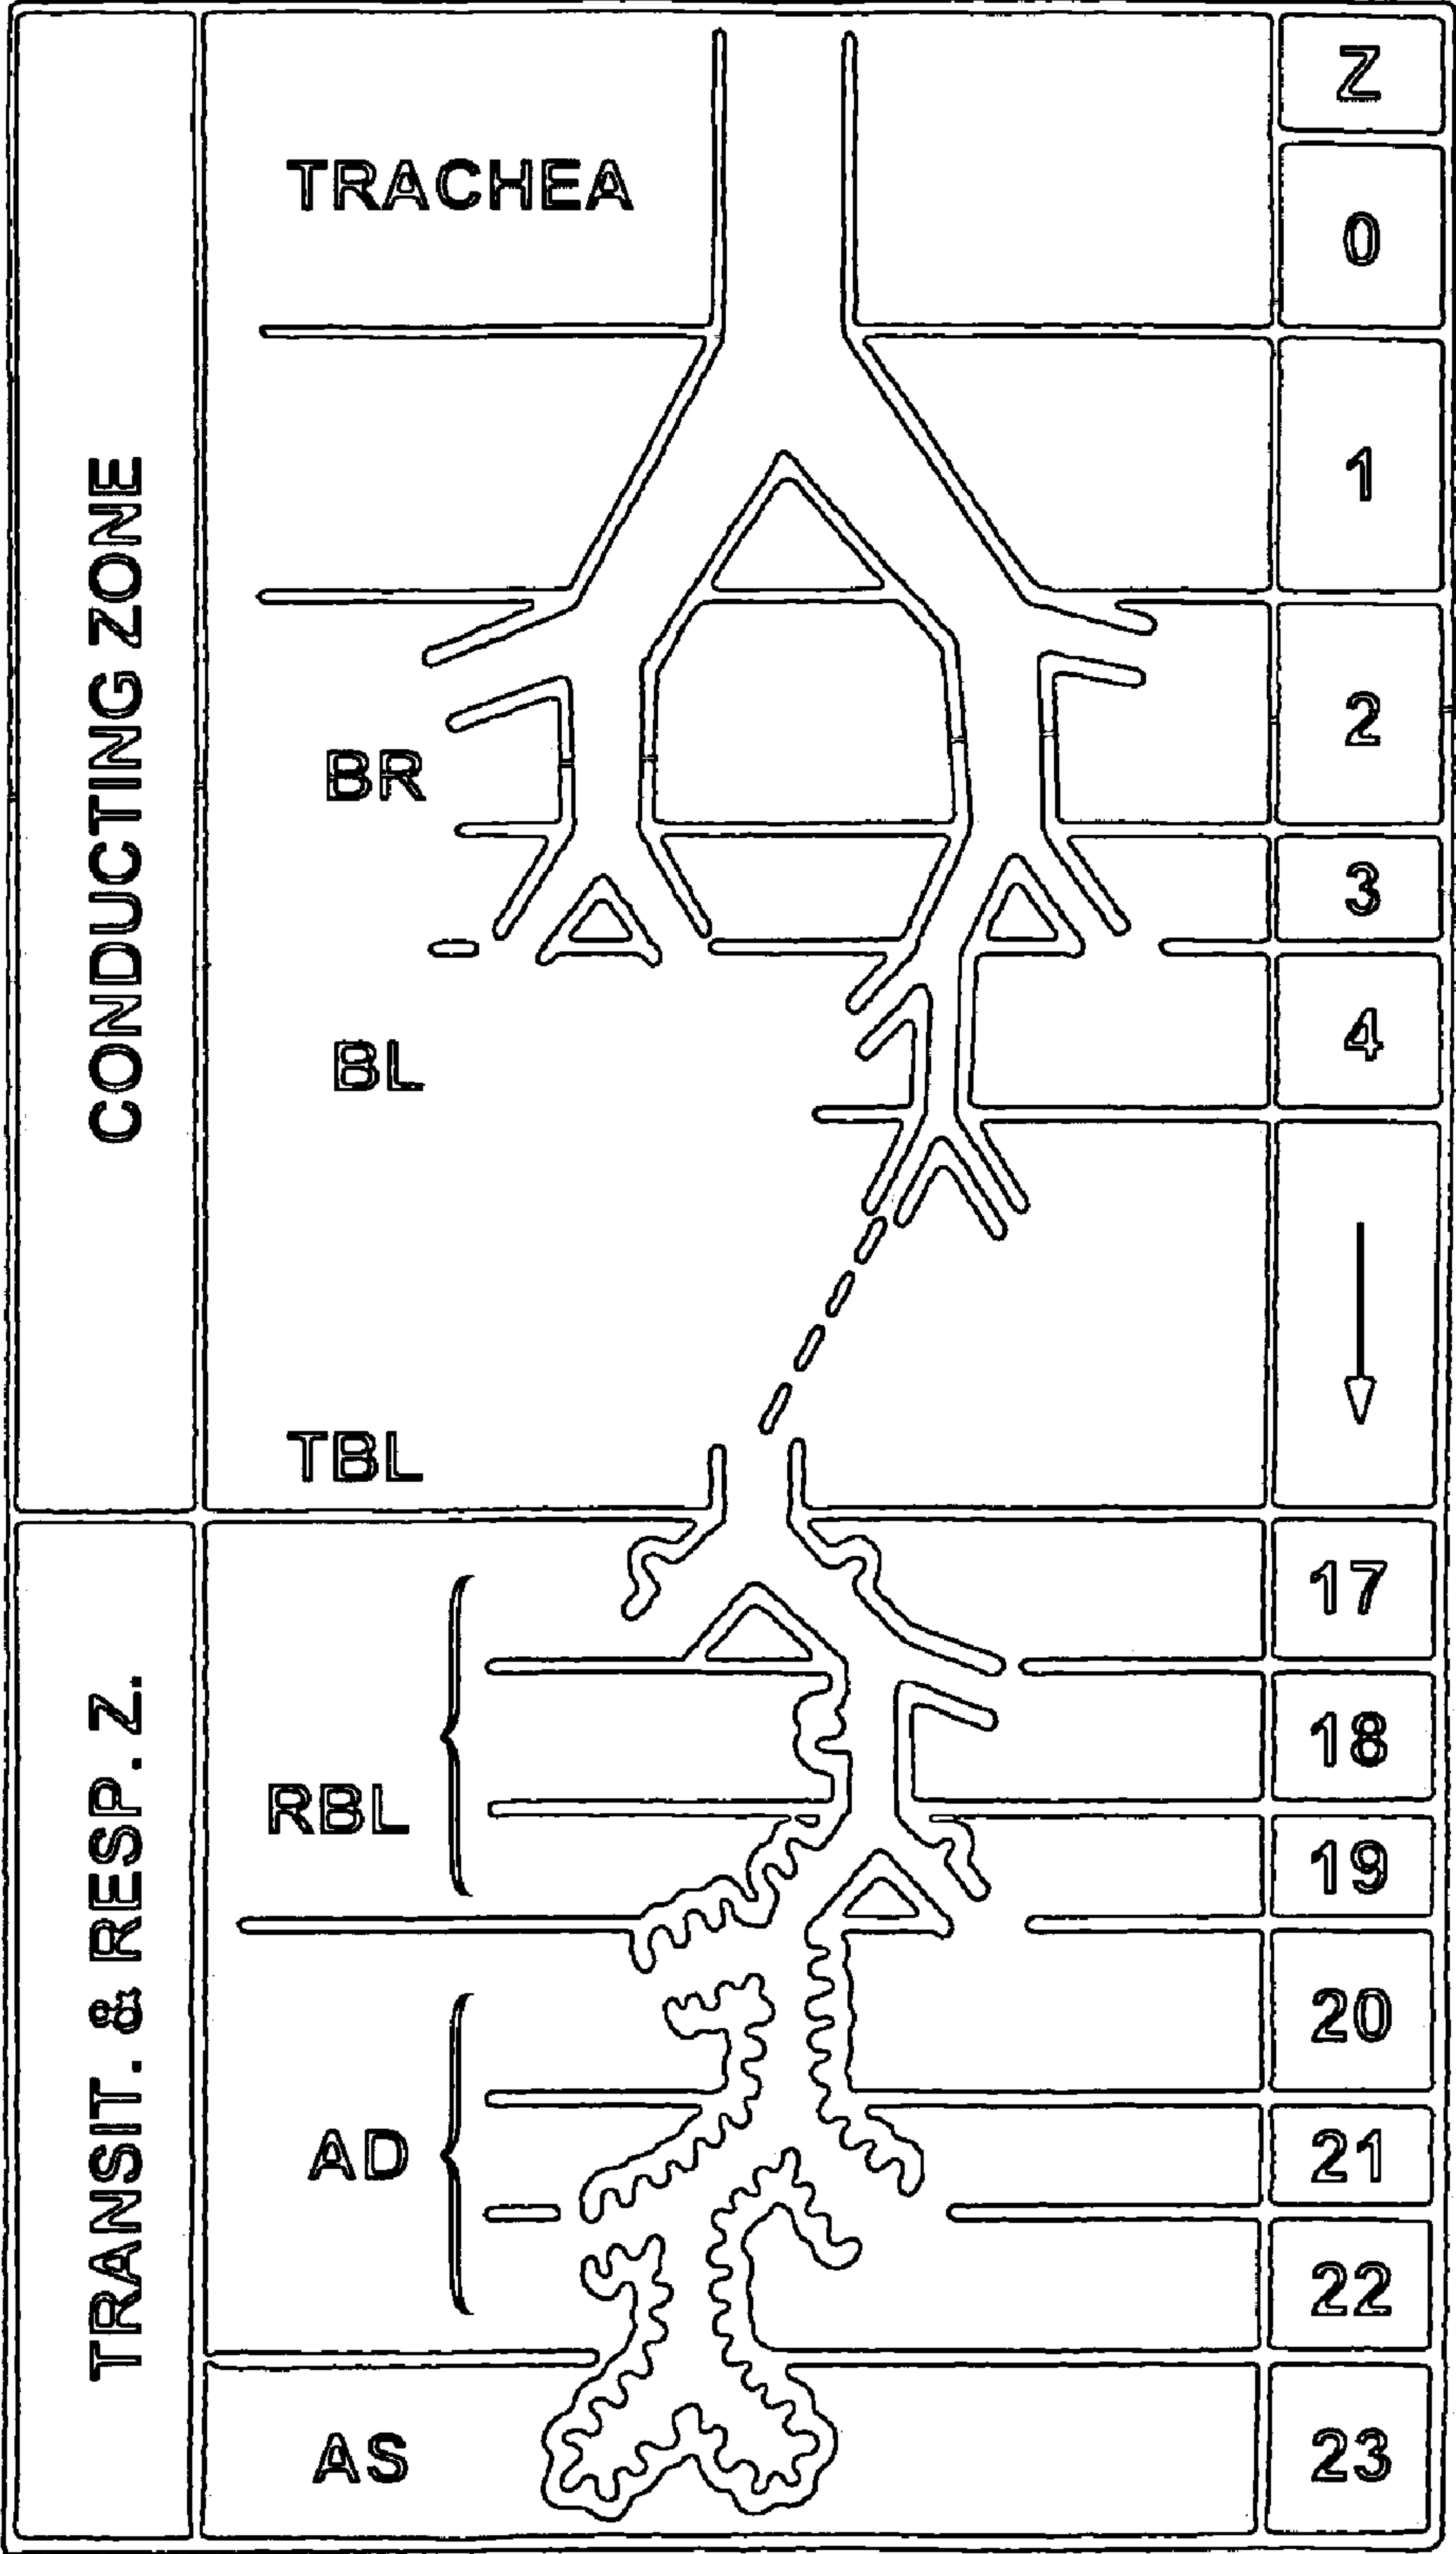 Z
TRACHEA
0
1
CONDUCTING ZONE
2
BR
3
BL
4
TBL
17
18
RBL
19
TRANSIT. & RESP. Z.
20
AD
21
22
AS
23